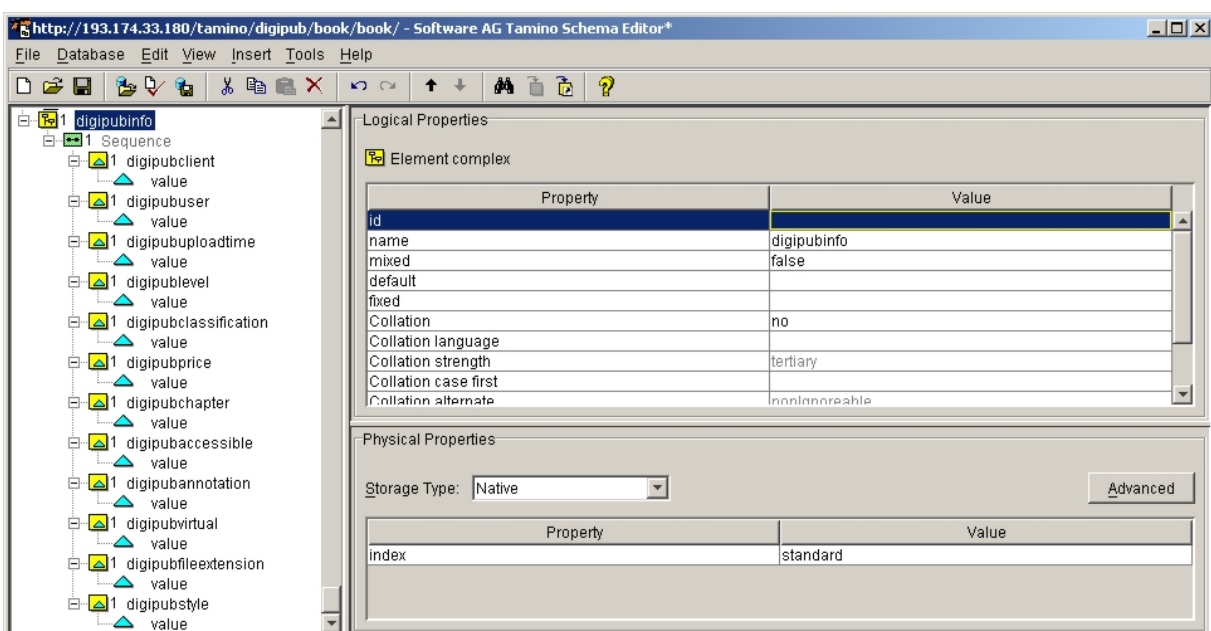 http://193.174.33.180/tamino/digipub/book/book/ - Software AG Tamino Schema Editor*
File Database Edit View Insert Tools Help
1 digipubinfo
1 Sequence
1 digipubclient
value
1 digipubuser
value
1 digipubuploadtime
value
1 digipublevel
value
1 digipubclassification
value
1 digipubprice
value
1 digipubchapter
value
1 digipubaccessible
value
1 digipubannotation
value
1 digipubvirtual
value
1 digipubfileextension
value
1 digipubstyle
value
Logical Properties
Element complex
Property Value
id
name digipubinfo
mixed false
default
fixed
Collation no
Collation language
Collation strength tertiary
Collation case first
Collation alternate nonIgnoreable
Physical Properties
Storage Type: Native Advanced
Property Value
index standard